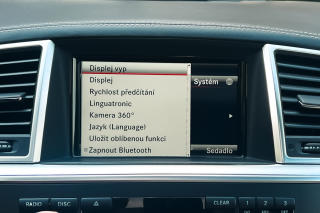 Displej vyp
Displej
Rychlost předčítání
Linguatronic
Kamera 360°
Jazyk (Language)
Uložit oblíbenou funkci
Zapnout Bluetooth
Systém
Sedadlo
RADIO
DISC
CLEAR
1
2
3